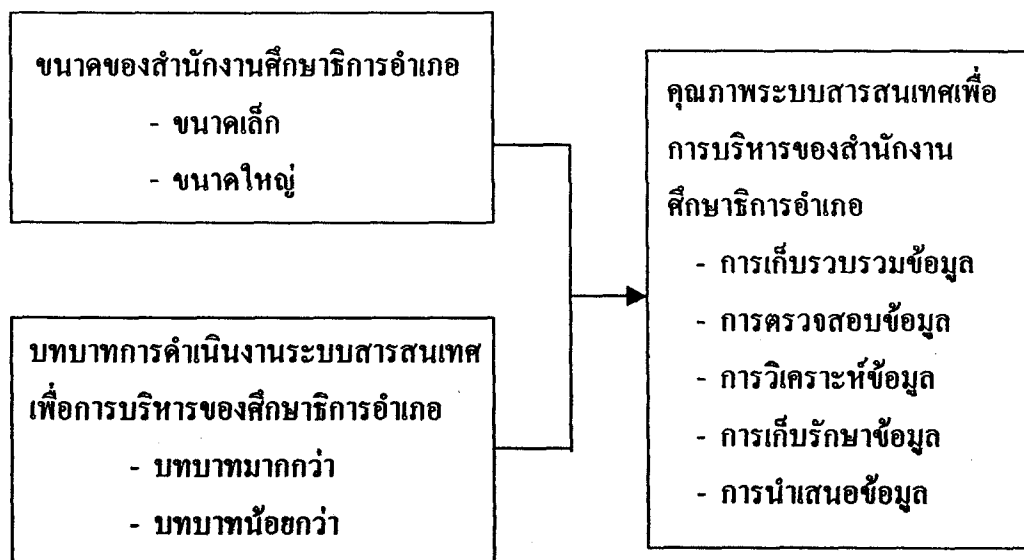 ขนาดของสำนักงานศึกษาธิการอำเภอ
- ขนาดเล็ก
- ขนาดใหญ่
บทบาทการดำเนินงานระบบสารสนเทศ
เพื่อการบริหารของศึกษาธิการอำเภอ
- บทบาทมากกว่า
- บทบาทน้อยกว่า
คุณภาพระบบสารสนเทศเพื่อ
การบริหารของสำนักงาน
ศึกษาธิการอำเภอ
- การเก็บรวบรวมข้อมูล
- การตรวจสอบข้อมูล
- การวิเคราะห์ข้อมูล
- การเก็บรักษาข้อมูล
- การนำเสนอข้อมูล